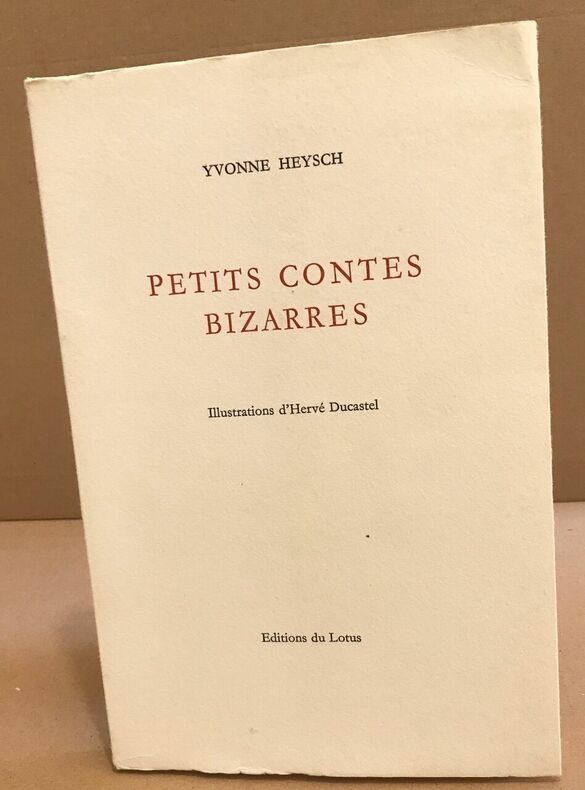 YVONNE HEYSCH
PETITS CONTES
BIZARRES
Illustrations d'Hervé Ducastel
Editions du Lotus